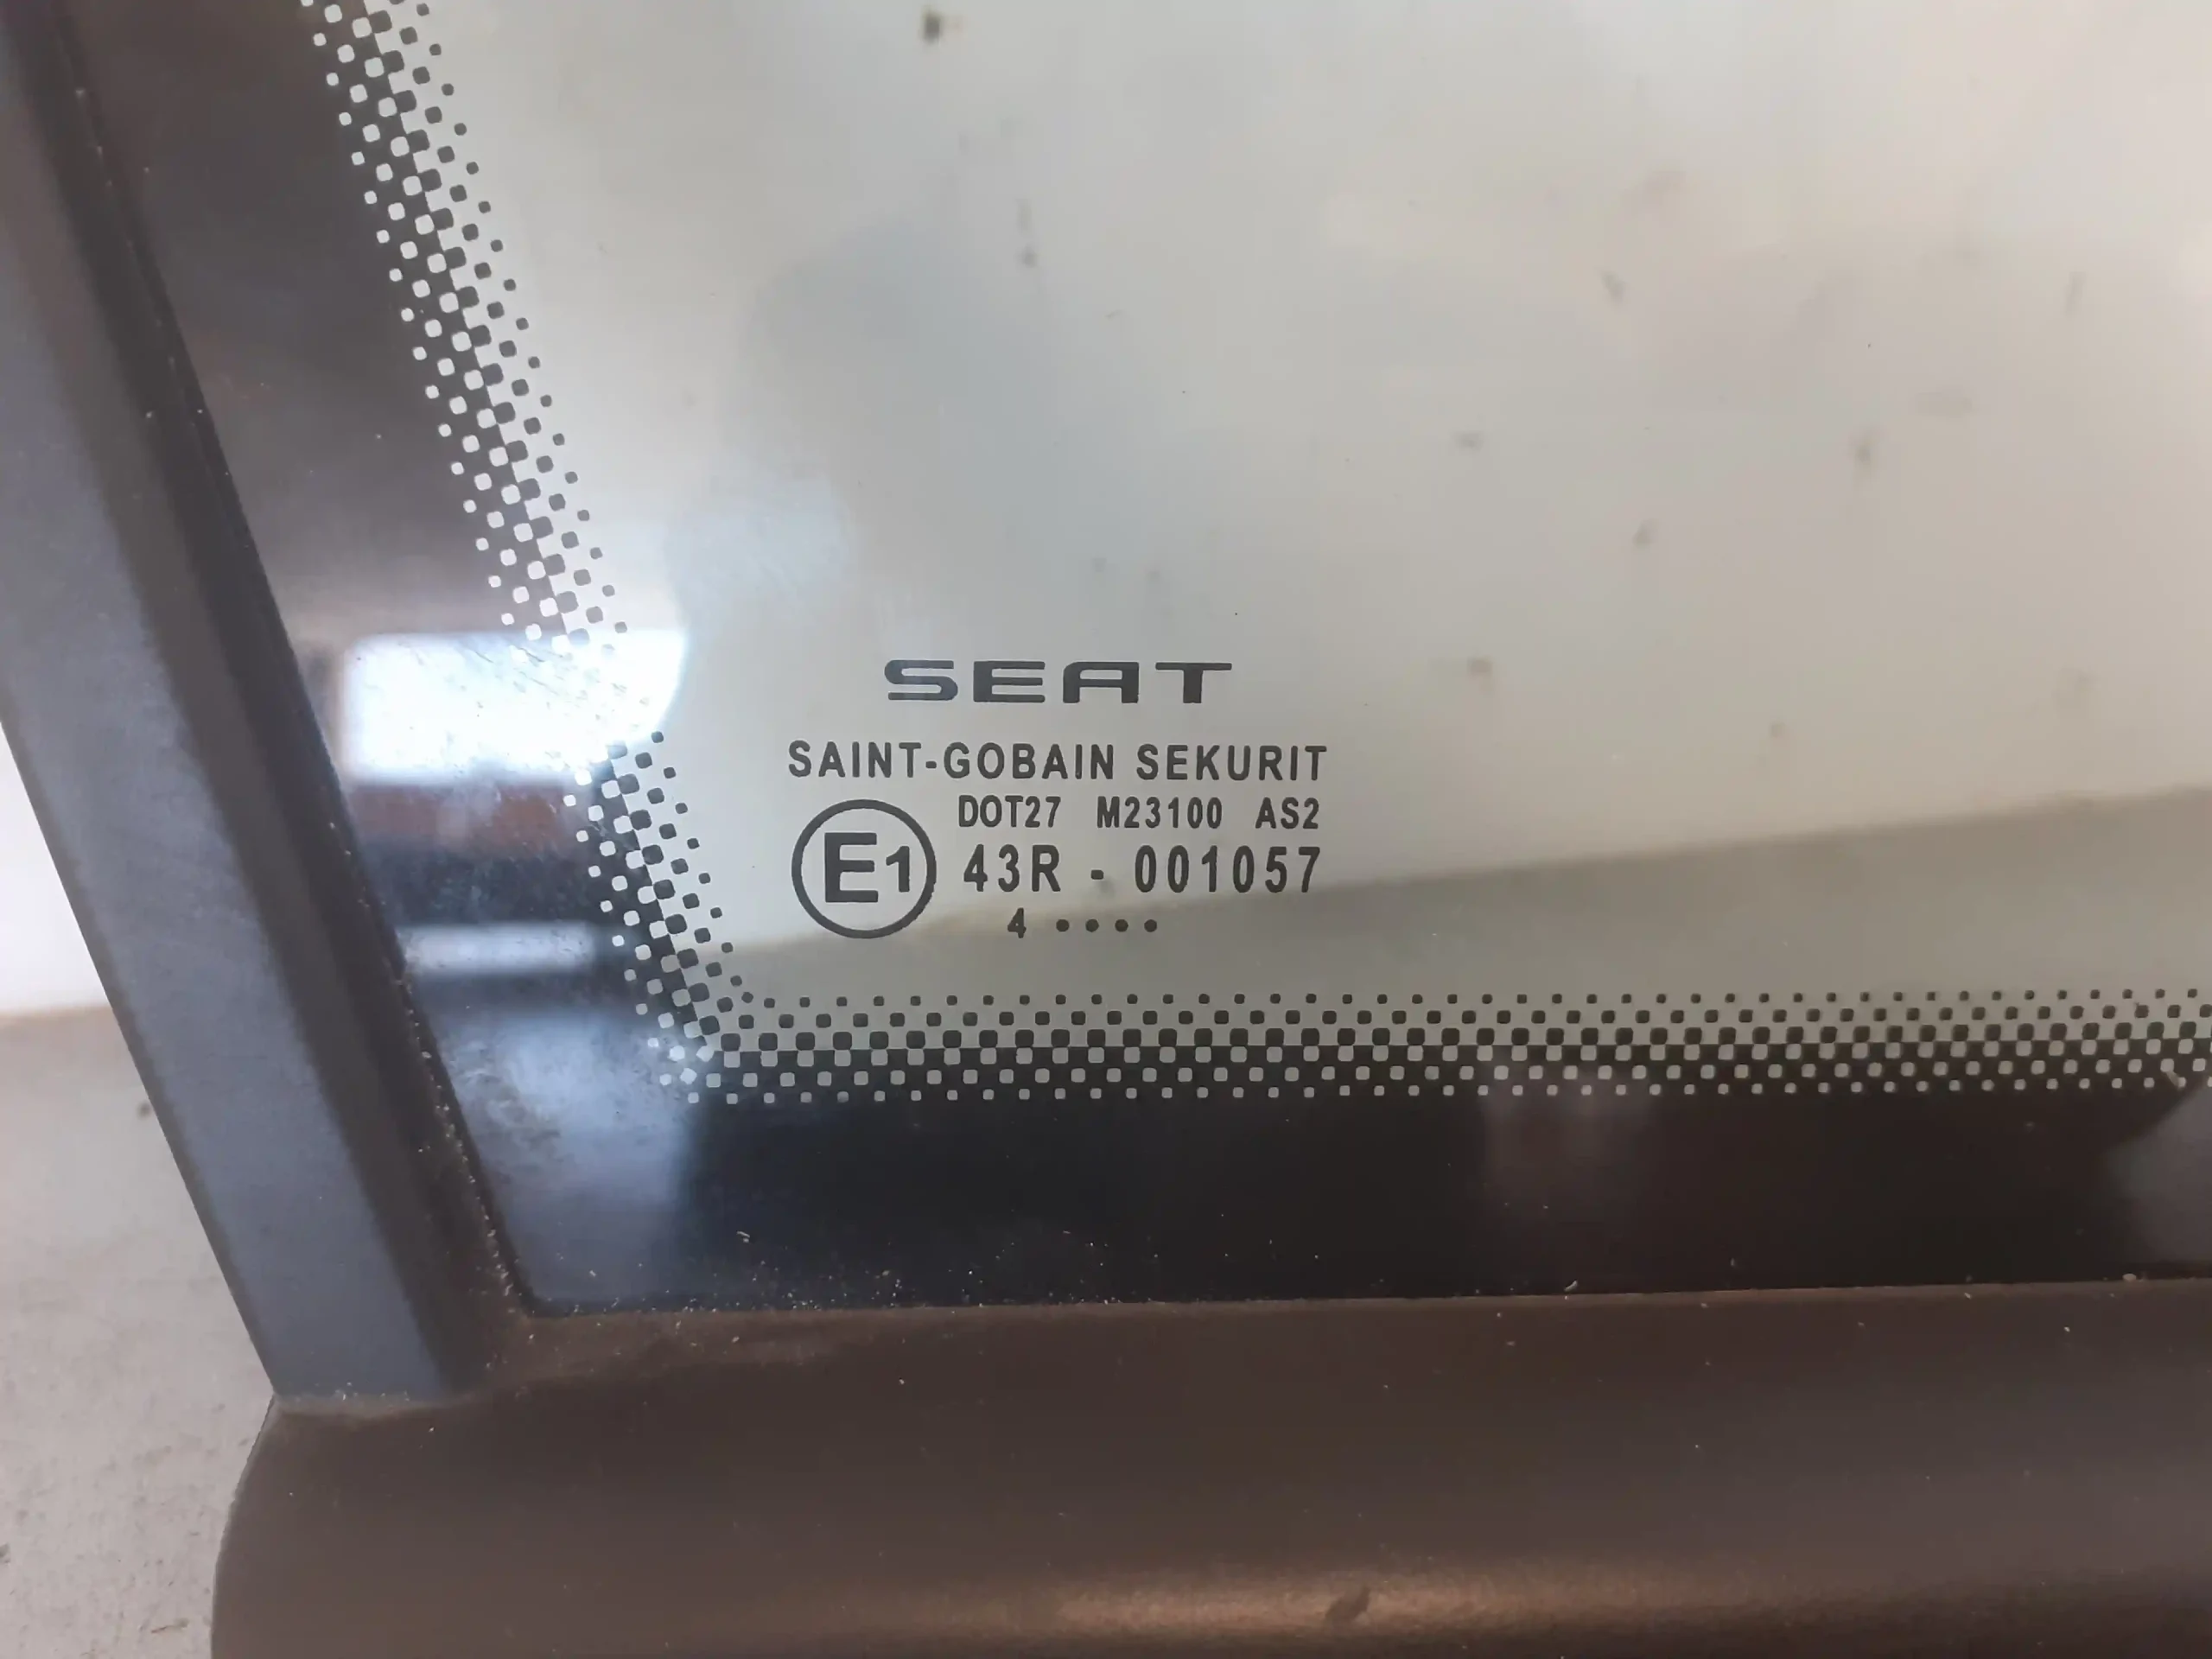 SEAT
SAINT-GOBAIN SEKURIT
DOT27 M23100 AS2
E1 43R - 001057
4 ••••